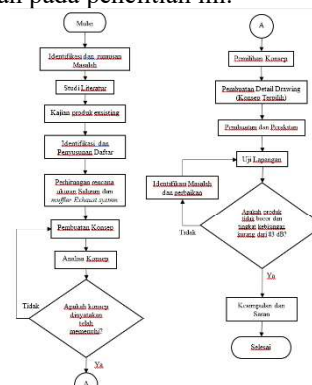 an pada penelitian ini.
Mulai
Identifikasi dan rumusan
Masalah
Studi Literatur
Kajian produk existing
Identifikasi dan
Penyusunan Daftar
Perhitungan rencana
ukuran Saluran dan
muffler Exhaust system
Pembuatan Konsep
Analisa Konsep
Tidak
Apakah konsep
dinyatakan
telah
memenuhi?
Ya
A
A
Pemilihan Konsep
Pembuatan Detail Drawing
(Konsep Terpilih)
Pembuatan dan Perakitan
Uji Lapangan
Identifikasi Masalah
dan perbaikan
Tidak
Apakah produk
tidak bocor dan
tingkat kebisingan
kurang dari 83 dB?
Ya
Kesimpulan dan
Saran
Selesai